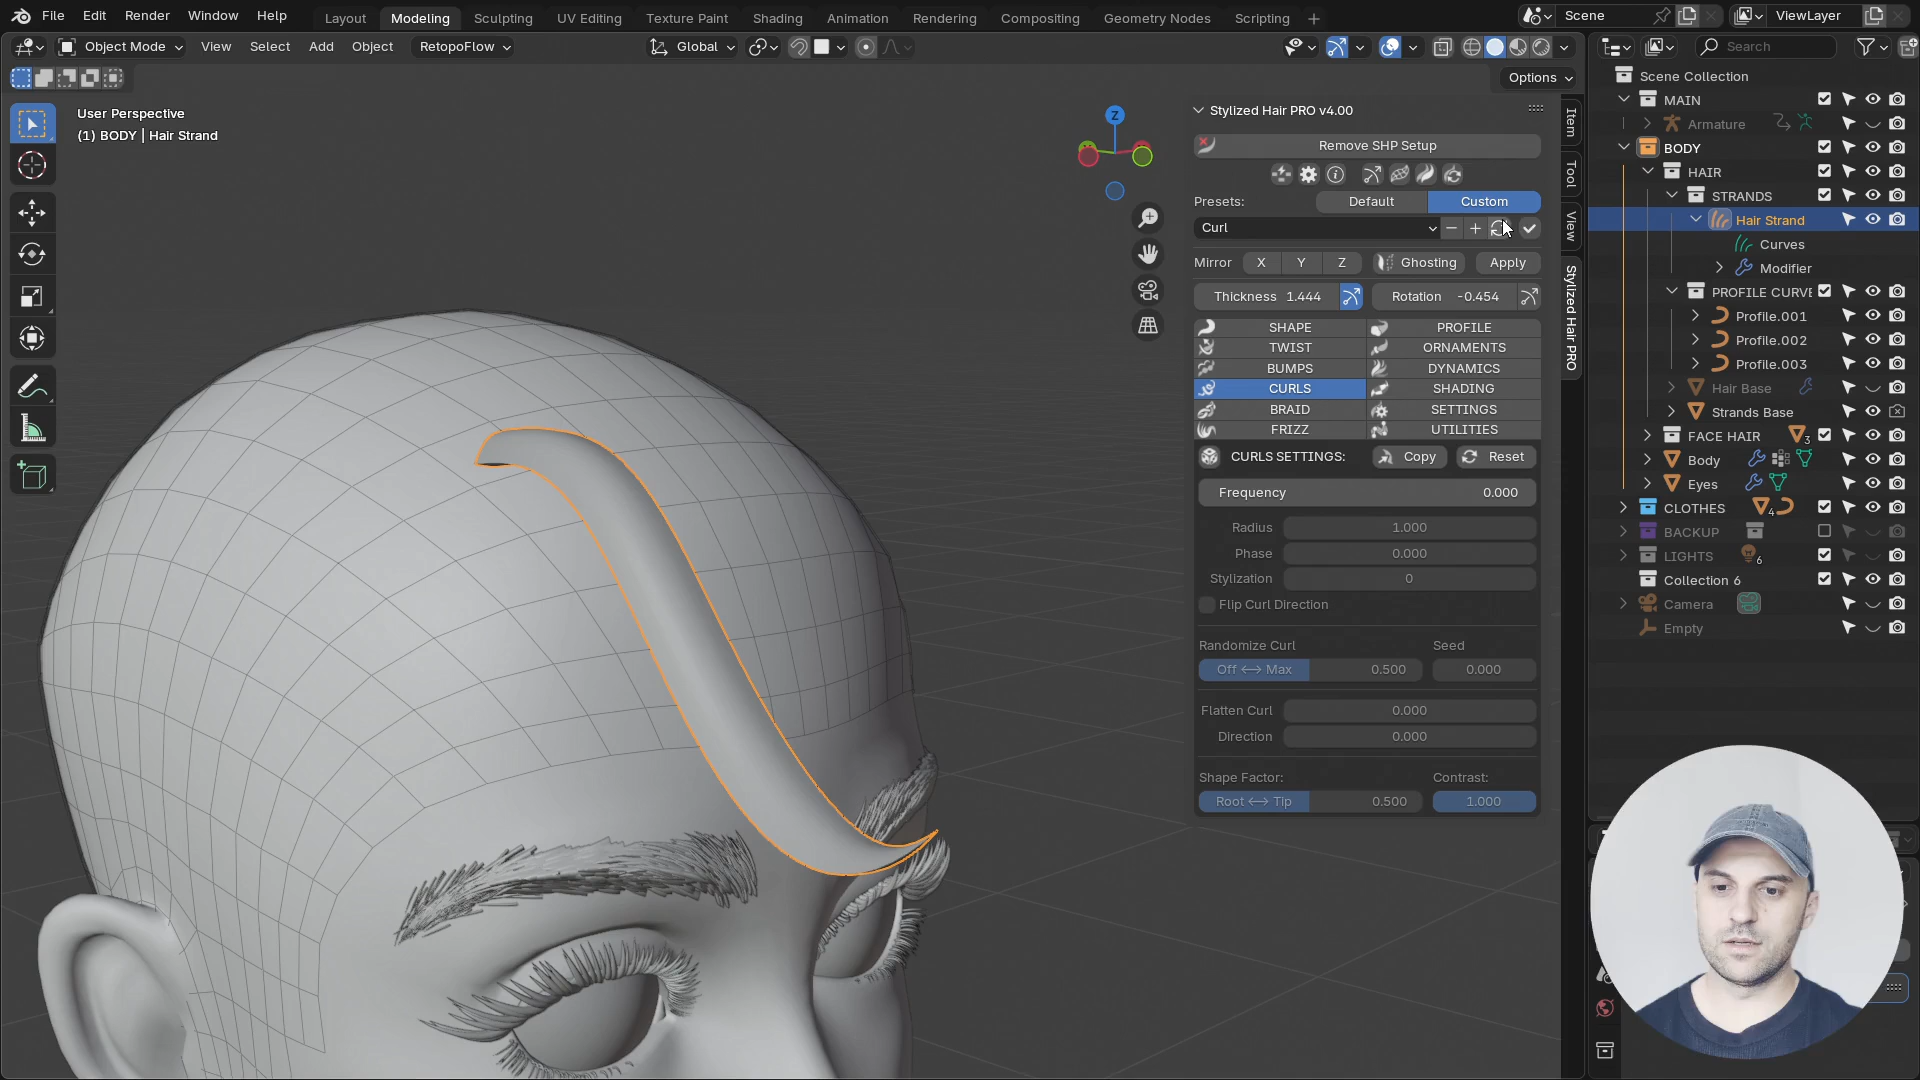 File Edit Render Window Help Layout Modeling Sculpting UV Editing Texture Paint Shading Animation Rendering Compositing Geometry Nodes Scripting + Scene ViewLayer
Object Mode View Select Add Object RetopoFlow Global Search
Options
User Perspective
(1) BODY | Hair Strand
Z
Stylized Hair PRO v4.00
Remove SHP Setup
Presets: Default Custom
Curl
Mirror X Y Z Ghosting Apply
Thickness 1.444 Rotation -0.454
SHAPE PROFILE
TWIST ORNAMENTS
BUMPS DYNAMICS
CURLS SHADING
BRAID SETTINGS
FRIZZ UTILITIES
CURLS SETTINGS: Copy Reset
Frequency 0.000
Radius 1.000
Phase 0.000
Stylization 0
Flip Curl Direction
Randomize Curl Seed
Off <-> Max 0.500 0.000
Flatten Curl 0.000
Direction 0.000
Shape Factor: Contrast:
Root <-> Tip 0.500 1.000
Item
Tool
View
Stylized Hair PRO
Scene Collection
MAIN
Armature
BODY
HAIR
STRANDS
Hair Strand
Curves
Modifier
PROFILE CURVE
Profile.001
Profile.002
Profile.003
Hair Base
Strands Base
FACE HAIR 3
Body
Eyes
CLOTHES 4
BACKUP
LIGHTS 6
Collection 6
Camera
Empty